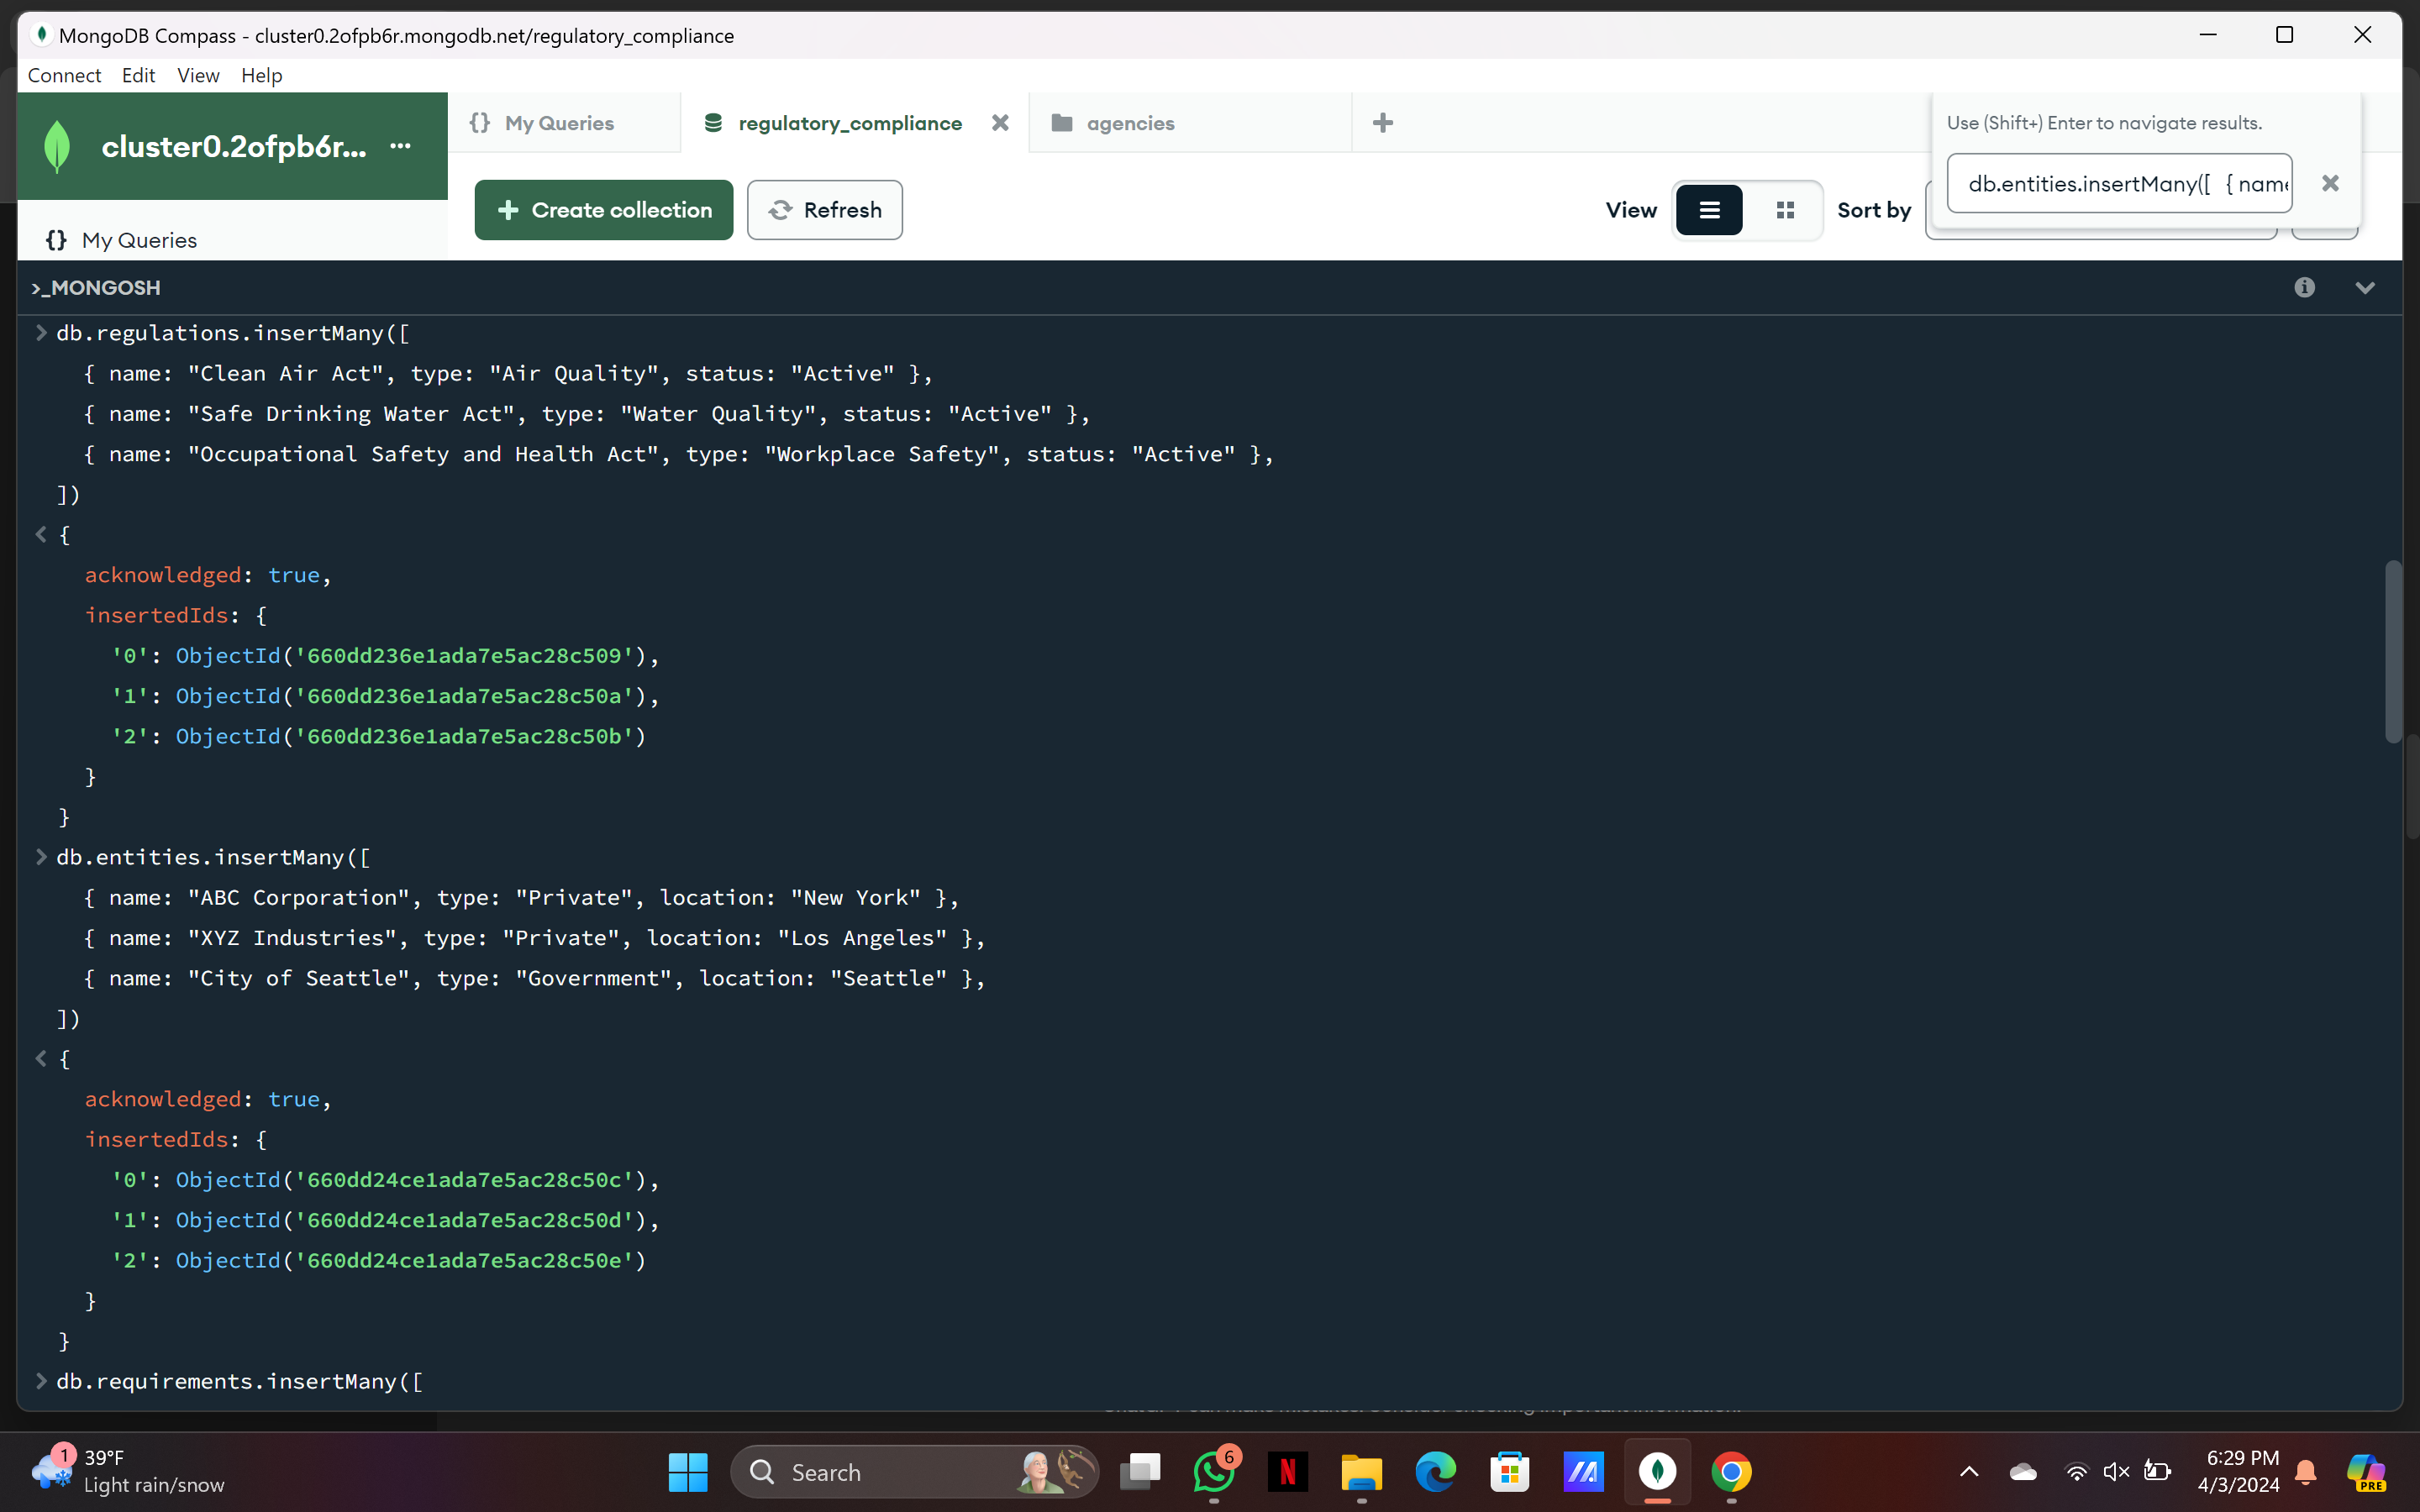 MongoDB Compass - cluster0.2ofpb6r.mongodb.net/regulatory_compliance
Connect Edit View Help
cluster0.2ofpb6r... ...
{} My Queries
regulatory_compliance
agencies
Use (Shift+) Enter to navigate results.
db.entities.insertMany([ { name
{} My Queries
+ Create collection
Refresh
View
Sort by
>_MONGOSH
> db.regulations.insertMany([
{ name: "Clean Air Act", type: "Air Quality", status: "Active" },
{ name: "Safe Drinking Water Act", type: "Water Quality", status: "Active" },
{ name: "Occupational Safety and Health Act", type: "Workplace Safety", status: "Active" },
])
< {
acknowledged: true,
insertedIds: {
'0': ObjectId('660dd236e1ada7e5ac28c509'),
'1': ObjectId('660dd236e1ada7e5ac28c50a'),
'2': ObjectId('660dd236e1ada7e5ac28c50b')
}
}
> db.entities.insertMany([
{ name: "ABC Corporation", type: "Private", location: "New York" },
{ name: "XYZ Industries", type: "Private", location: "Los Angeles" },
{ name: "City of Seattle", type: "Government", location: "Seattle" },
])
< {
acknowledged: true,
insertedIds: {
'0': ObjectId('660dd24ce1ada7e5ac28c50c'),
'1': ObjectId('660dd24ce1ada7e5ac28c50d'),
'2': ObjectId('660dd24ce1ada7e5ac28c50e')
}
}
> db.requirements.insertMany([
1
39°F
Light rain/snow
Search
6
N
6:29 PM
4/3/2024
PRE